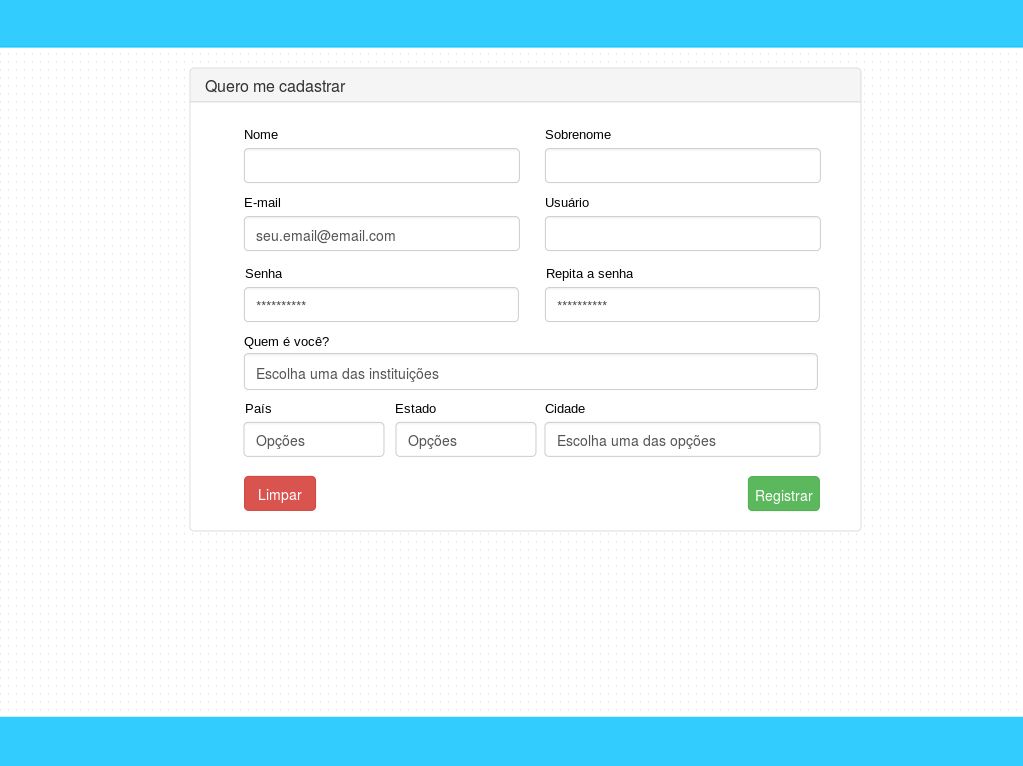 Quero me cadastrar
Nome Sobrenome
E-mail Usuário
seu.email@email.com
Senha Repita a senha
********** **********
Quem é você?
Escolha uma das instituições
País Estado Cidade
Opções Opções Escolha uma das opções
Limpar Registrar